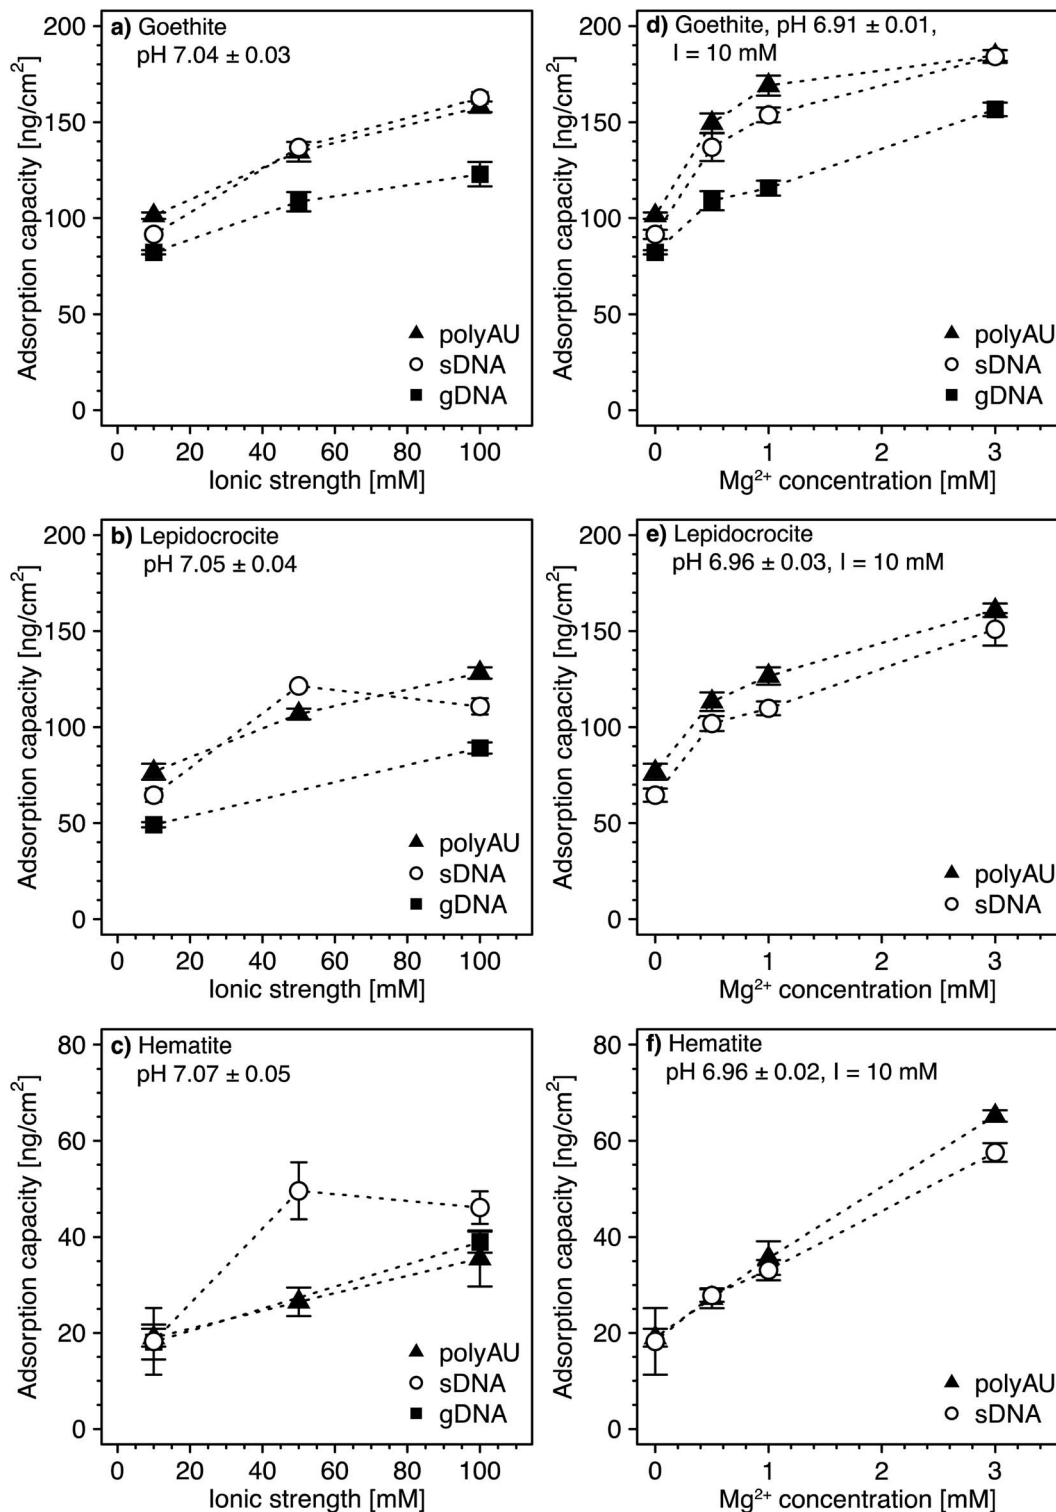 a) Goethite
pH 7.04 ± 0.03
Adsorption capacity [ng/cm²]
200
150
100
50
0
polyAU
sDNA
gDNA
0 20 40 60 80 100
Ionic strength [mM]
d) Goethite, pH 6.91 ± 0.01,
I = 10 mM
Adsorption capacity [ng/cm²]
200
150
100
50
0
polyAU
sDNA
gDNA
0 1 2 3
Mg²⁺ concentration [mM]
b) Lepidocrocite
pH 7.05 ± 0.04
Adsorption capacity [ng/cm²]
200
150
100
50
0
polyAU
sDNA
gDNA
0 20 40 60 80 100
Ionic strength [mM]
e) Lepidocrocite
pH 6.96 ± 0.03, I = 10 mM
Adsorption capacity [ng/cm²]
200
150
100
50
0
polyAU
sDNA
0 1 2 3
Mg²⁺ concentration [mM]
c) Hematite
pH 7.07 ± 0.05
Adsorption capacity [ng/cm²]
80
60
40
20
0
polyAU
sDNA
gDNA
0 20 40 60 80 100
Ionic strength [mM]
f) Hematite
pH 6.96 ± 0.02, I = 10 mM
Adsorption capacity [ng/cm²]
80
60
40
20
0
polyAU
sDNA
0 1 2 3
Mg²⁺ concentration [mM]